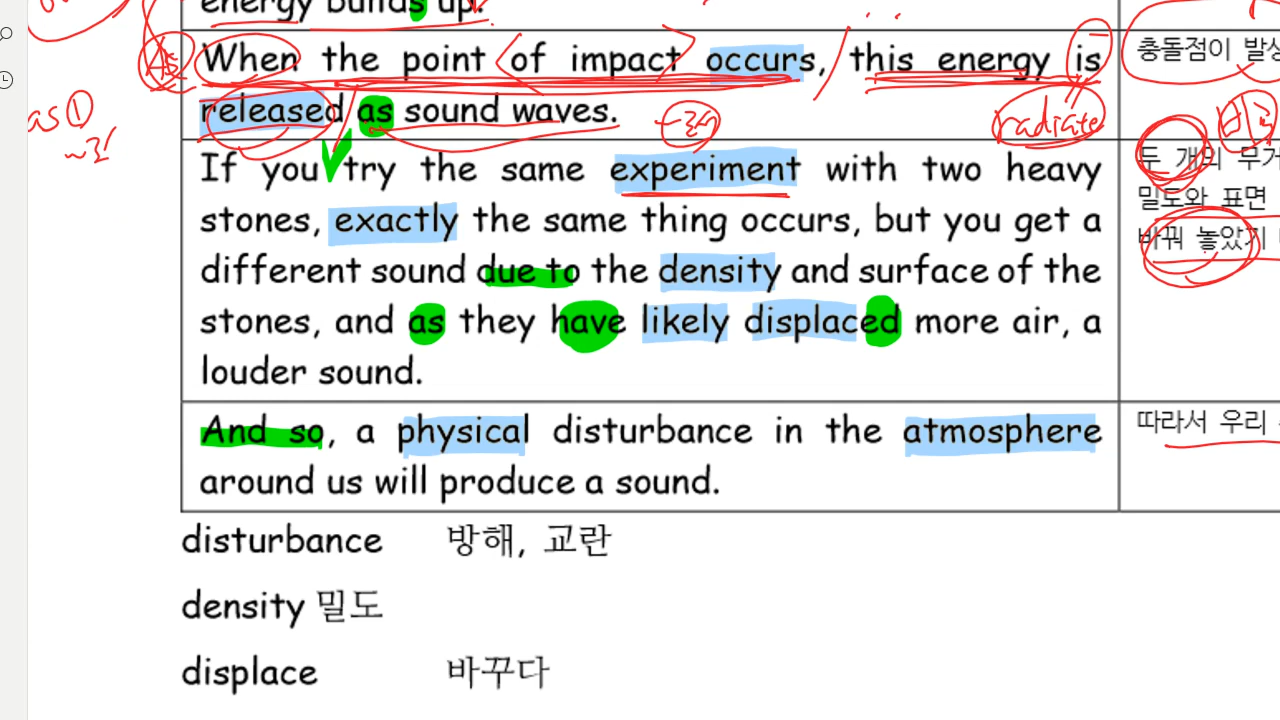 energy builds up.
When the point of impact occurs, this energy is
released as sound waves.
If you try the same experiment with two heavy
stones, exactly the same thing occurs, but you get a
different sound due to the density and surface of the
stones, and as they have likely displaced more air, a
louder sound.
And so, a physical disturbance in the atmosphere
around us will produce a sound.
충돌점이 발생
두 개의 무거
밀도와 표면
바꿔 놓았기
따라서 우리
As
as ①
radiate
disturbance 방해, 교란
density 밀도
displace 바꾸다